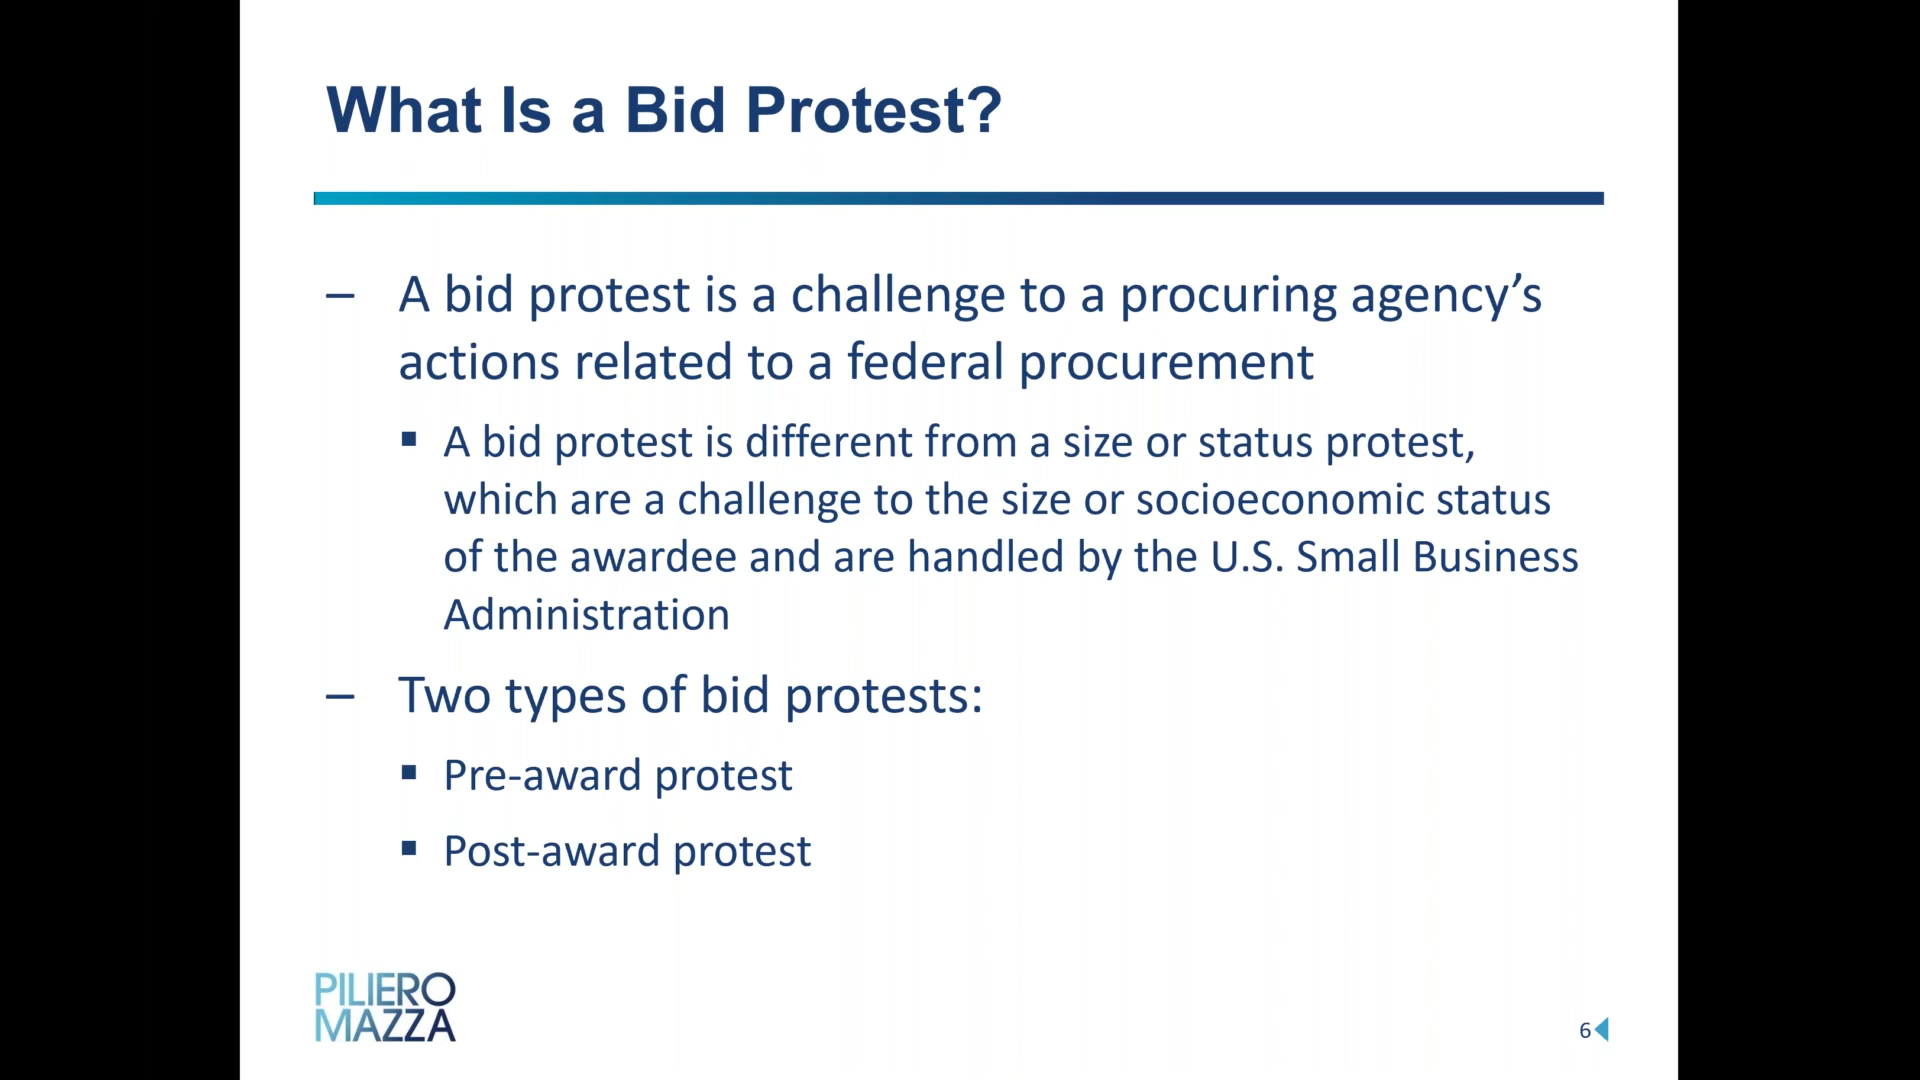 What Is a Bid Protest?
– A bid protest is a challenge to a procuring agency’s
actions related to a federal procurement
▪ A bid protest is different from a size or status protest,
which are a challenge to the size or socioeconomic status
of the awardee and are handled by the U.S. Small Business
Administration
– Two types of bid protests:
▪ Pre-award protest
▪ Post-award protest
PILIERO
MAZZA
6